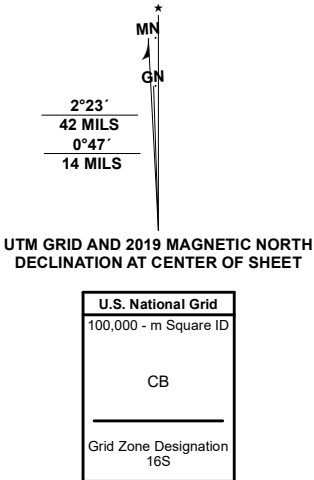 MN
GN
2°23´
42 MILS
0°47´
14 MILS
UTM GRID AND 2019 MAGNETIC NORTH
DECLINATION AT CENTER OF SHEET
U.S. National Grid
100,000 - m Square ID
CB
Grid Zone Designation
16S